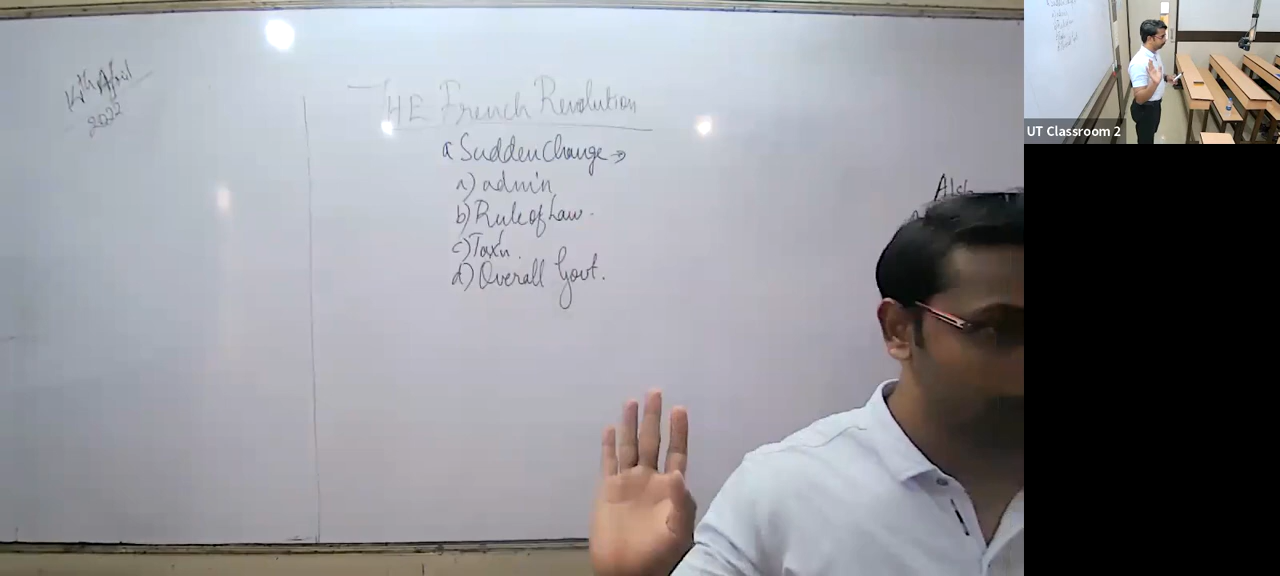 14th April
2022
THE French Revolution
a Sudden Change →
a) admin
b) Rule of Law.
c) Taxn.
d) Overall Govt.
UT Classroom 2